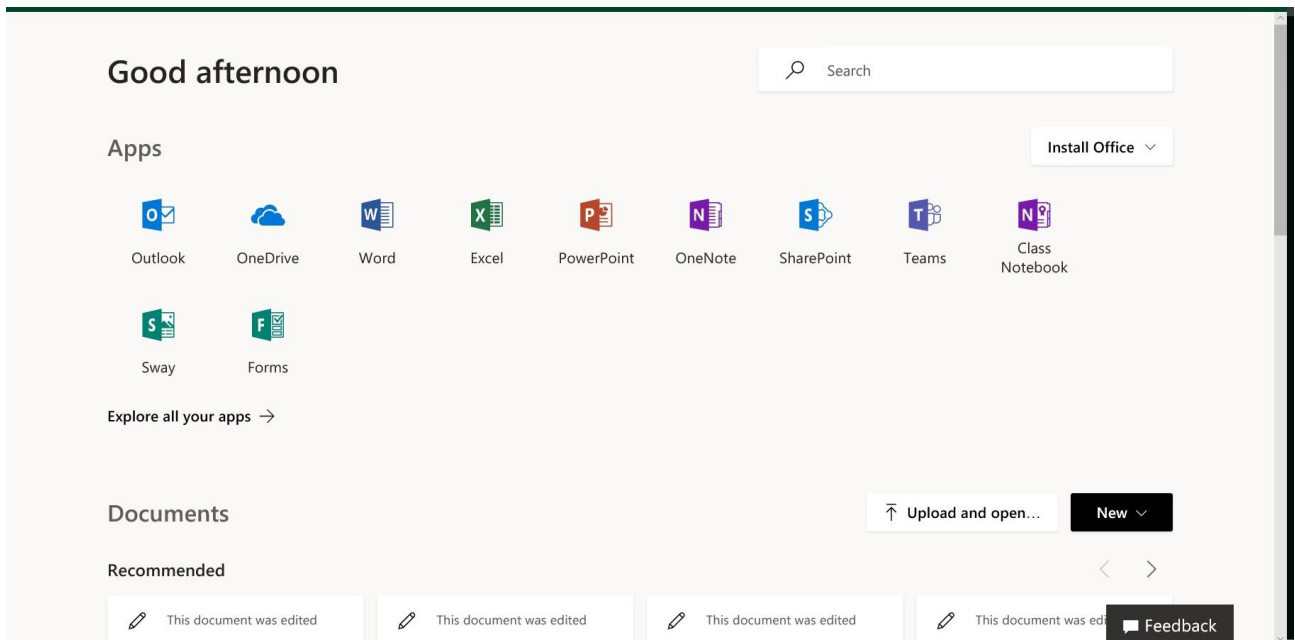 Good afternoon
Search
Apps
Install Office
Outlook
OneDrive
Word
Excel
PowerPoint
OneNote
SharePoint
Teams
Class
Notebook
Sway
Forms
Explore all your apps
Documents
Upload and open...
New
Recommended
This document was edited
This document was edited
This document was edited
This document was edi
Feedback